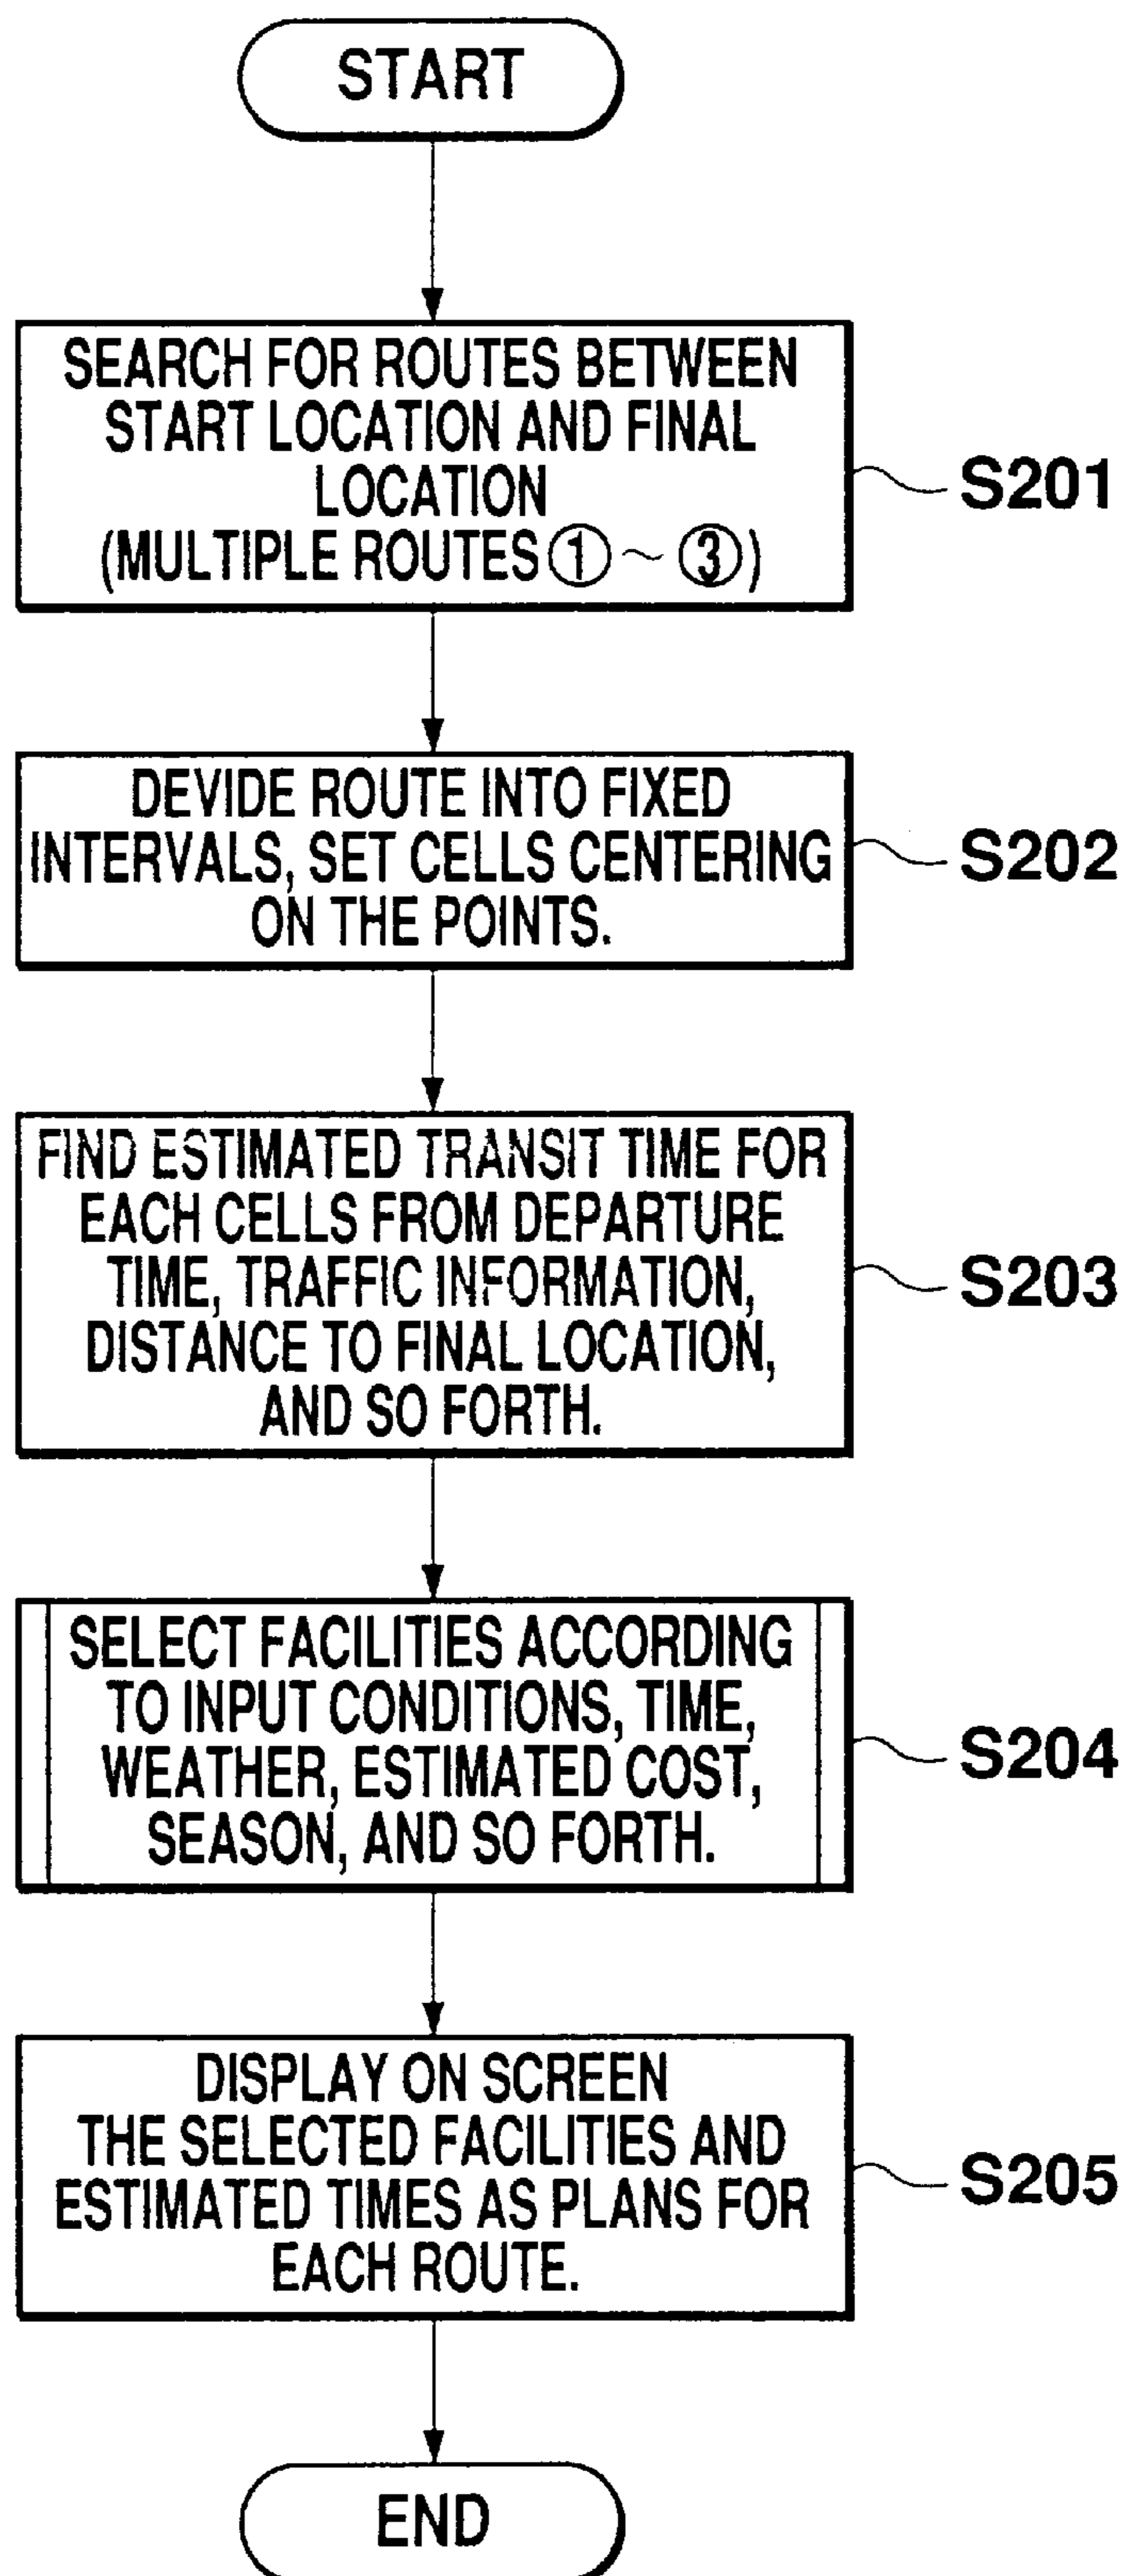 START
SEARCH FOR ROUTES BETWEEN
START LOCATION AND FINAL
LOCATION
(MULTIPLE ROUTES ① ~ ③)
S201
DEVIDE ROUTE INTO FIXED
INTERVALS, SET CELLS CENTERING
ON THE POINTS.
S202
FIND ESTIMATED TRANSIT TIME FOR
EACH CELLS FROM DEPARTURE
TIME, TRAFFIC INFORMATION,
DISTANCE TO FINAL LOCATION,
AND SO FORTH.
S203
SELECT FACILITIES ACCORDING
TO INPUT CONDITIONS, TIME,
WEATHER, ESTIMATED COST,
SEASON, AND SO FORTH.
S204
DISPLAY ON SCREEN
THE SELECTED FACILITIES AND
ESTIMATED TIMES AS PLANS FOR
EACH ROUTE.
S205
END